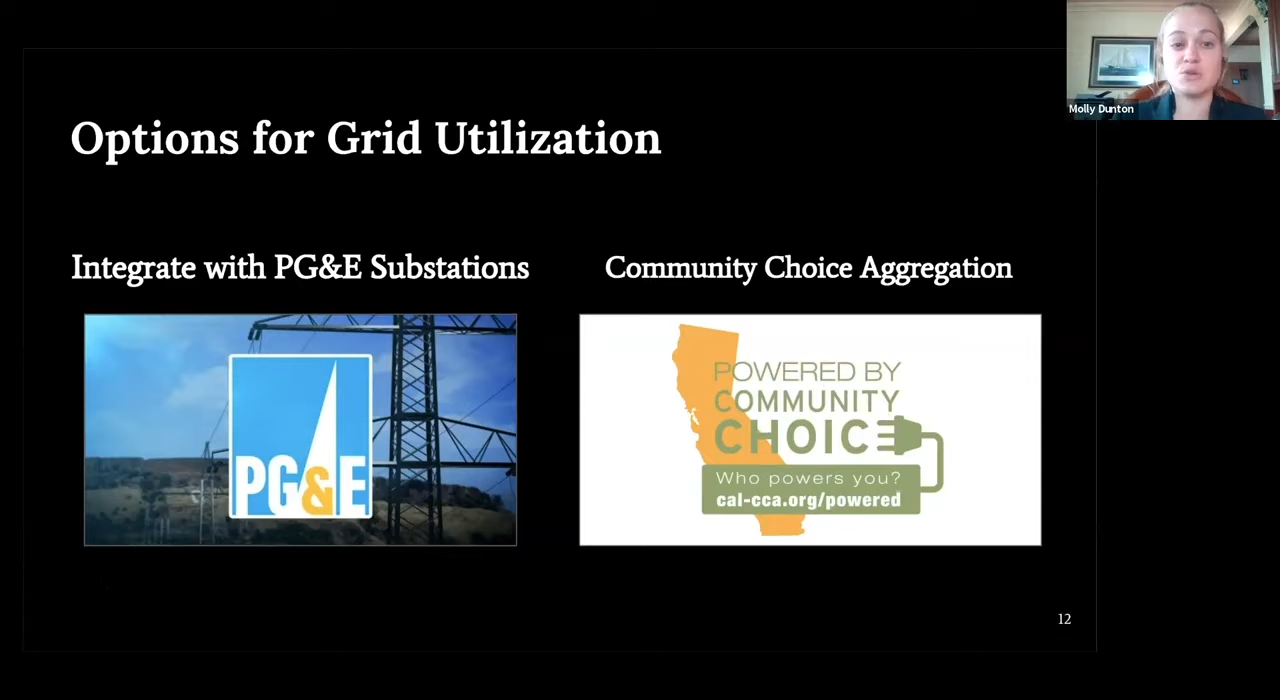 Molly Dunton
Options for Grid Utilization
Integrate with PG&E Substations
Community Choice Aggregation
PG&E
POWERED BY
COMMUNITY
CHOICE
Who powers you?
cal-cca.org/powered
12